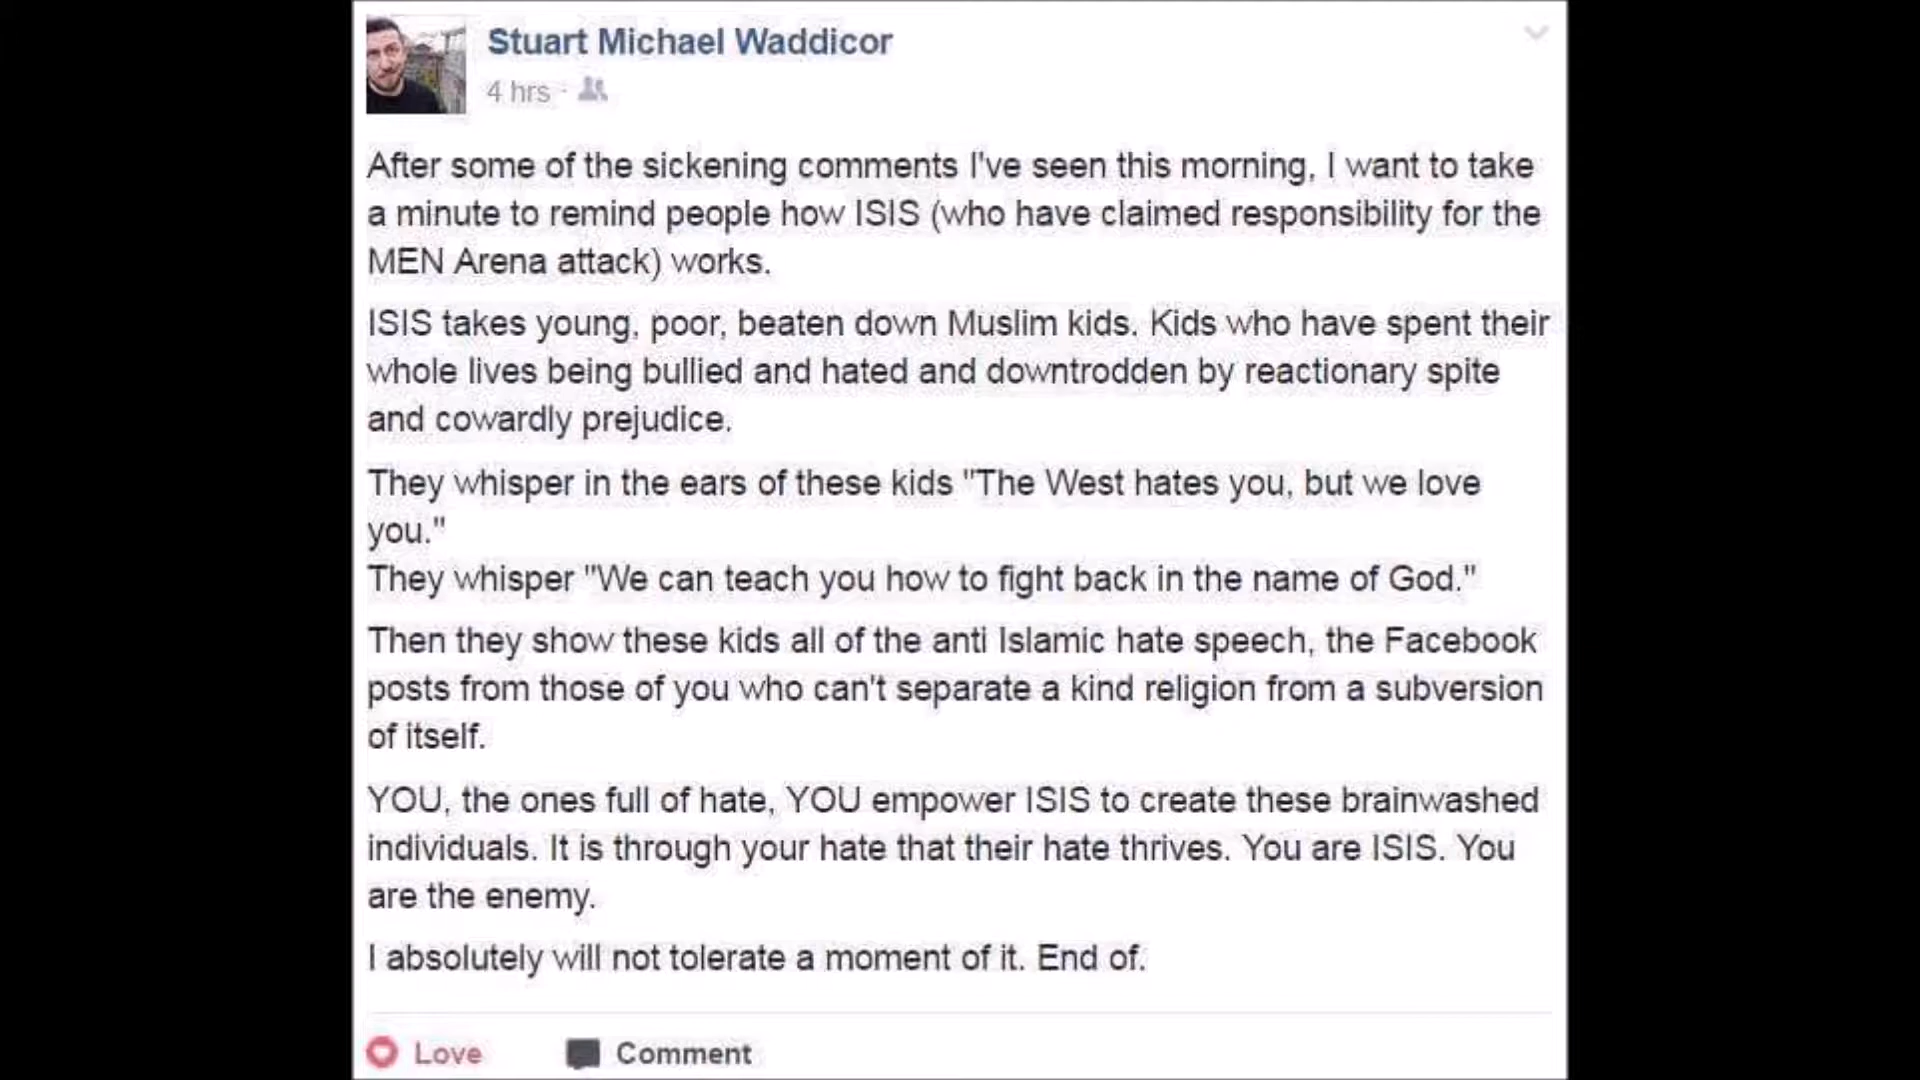 Stuart Michael Waddicor
4 hrs ·
After some of the sickening comments I've seen this morning, I want to take
a minute to remind people how ISIS (who have claimed responsibility for the
MEN Arena attack) works.
ISIS takes young, poor, beaten down Muslim kids. Kids who have spent their
whole lives being bullied and hated and downtrodden by reactionary spite
and cowardly prejudice.
They whisper in the ears of these kids "The West hates you, but we love
you."
They whisper "We can teach you how to fight back in the name of God."
Then they show these kids all of the anti Islamic hate speech, the Facebook
posts from those of you who can't separate a kind religion from a subversion
of itself.
YOU, the ones full of hate, YOU empower ISIS to create these brainwashed
individuals. It is through your hate that their hate thrives. You are ISIS. You
are the enemy.
I absolutely will not tolerate a moment of it. End of.
Love Comment